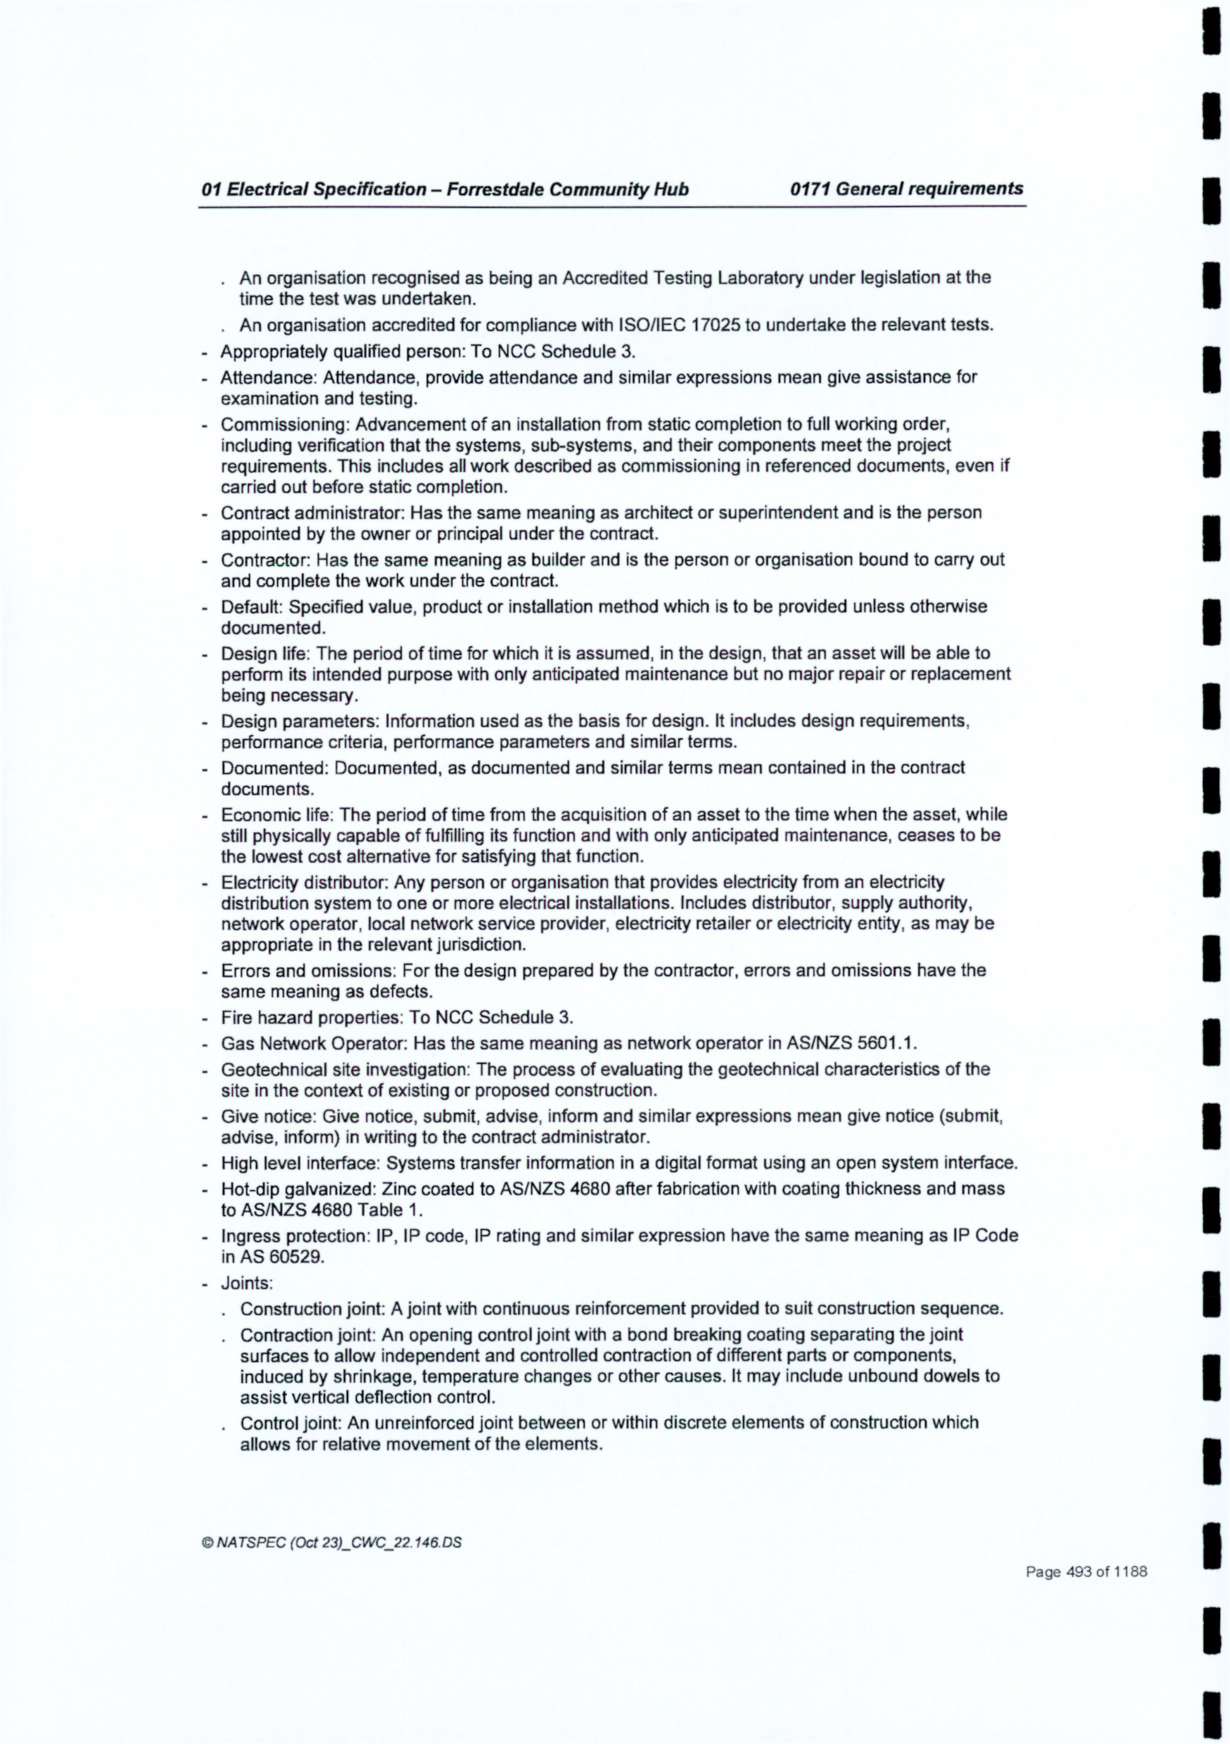 01 Electrical Specification – Forrestdale Community Hub 0171 General requirements
. An organisation recognised as being an Accredited Testing Laboratory under legislation at the
time the test was undertaken.
. An organisation accredited for compliance with ISO/IEC 17025 to undertake the relevant tests.
- Appropriately qualified person: To NCC Schedule 3.
- Attendance: Attendance, provide attendance and similar expressions mean give assistance for
examination and testing.
- Commissioning: Advancement of an installation from static completion to full working order,
including verification that the systems, sub-systems, and their components meet the project
requirements. This includes all work described as commissioning in referenced documents, even if
carried out before static completion.
- Contract administrator: Has the same meaning as architect or superintendent and is the person
appointed by the owner or principal under the contract.
- Contractor: Has the same meaning as builder and is the person or organisation bound to carry out
and complete the work under the contract.
- Default: Specified value, product or installation method which is to be provided unless otherwise
documented.
- Design life: The period of time for which it is assumed, in the design, that an asset will be able to
perform its intended purpose with only anticipated maintenance but no major repair or replacement
being necessary.
- Design parameters: Information used as the basis for design. It includes design requirements,
performance criteria, performance parameters and similar terms.
- Documented: Documented, as documented and similar terms mean contained in the contract
documents.
- Economic life: The period of time from the acquisition of an asset to the time when the asset, while
still physically capable of fulfilling its function and with only anticipated maintenance, ceases to be
the lowest cost alternative for satisfying that function.
- Electricity distributor: Any person or organisation that provides electricity from an electricity
distribution system to one or more electrical installations. Includes distributor, supply authority,
network operator, local network service provider, electricity retailer or electricity entity, as may be
appropriate in the relevant jurisdiction.
- Errors and omissions: For the design prepared by the contractor, errors and omissions have the
same meaning as defects.
- Fire hazard properties: To NCC Schedule 3.
- Gas Network Operator: Has the same meaning as network operator in AS/NZS 5601.1.
- Geotechnical site investigation: The process of evaluating the geotechnical characteristics of the
site in the context of existing or proposed construction.
- Give notice: Give notice, submit, advise, inform and similar expressions mean give notice (submit,
advise, inform) in writing to the contract administrator.
- High level interface: Systems transfer information in a digital format using an open system interface.
- Hot-dip galvanized: Zinc coated to AS/NZS 4680 after fabrication with coating thickness and mass
to AS/NZS 4680 Table 1.
- Ingress protection: IP, IP code, IP rating and similar expression have the same meaning as IP Code
in AS 60529.
- Joints:
. Construction joint: A joint with continuous reinforcement provided to suit construction sequence.
. Contraction joint: An opening control joint with a bond breaking coating separating the joint
surfaces to allow independent and controlled contraction of different parts or components,
induced by shrinkage, temperature changes or other causes. It may include unbound dowels to
assist vertical deflection control.
. Control joint: An unreinforced joint between or within discrete elements of construction which
allows for relative movement of the elements.
© NATSPEC (Oct 23)_CWC_22.146.DS
Page 493 of 1188